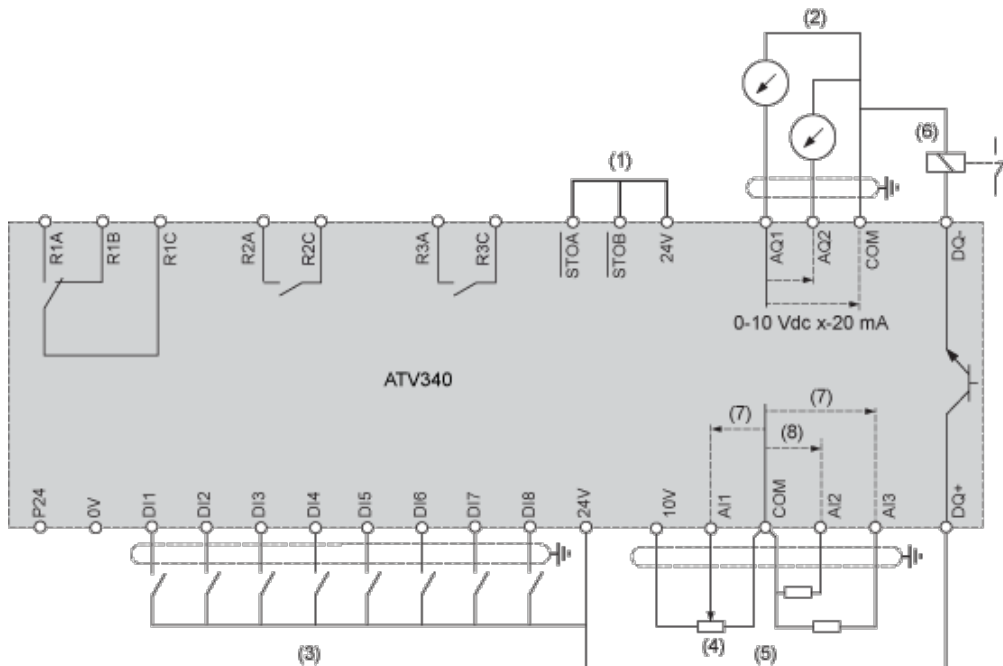 (2)
(1)
(6)
R1A
R1B
R1C
R2A
R2C
R3A
R3C
STOA
STOB
24V
AQ1
AQ2
COM
DQ-
0-10 Vdc x-20 mA
ATV340
(7)
(7)
(8)
P24
0V
DI1
DI2
DI3
DI4
DI5
DI6
DI7
DI8
24V
10V
AI1
COM
AI2
AI3
DQ+
(4)
(3)
(5)